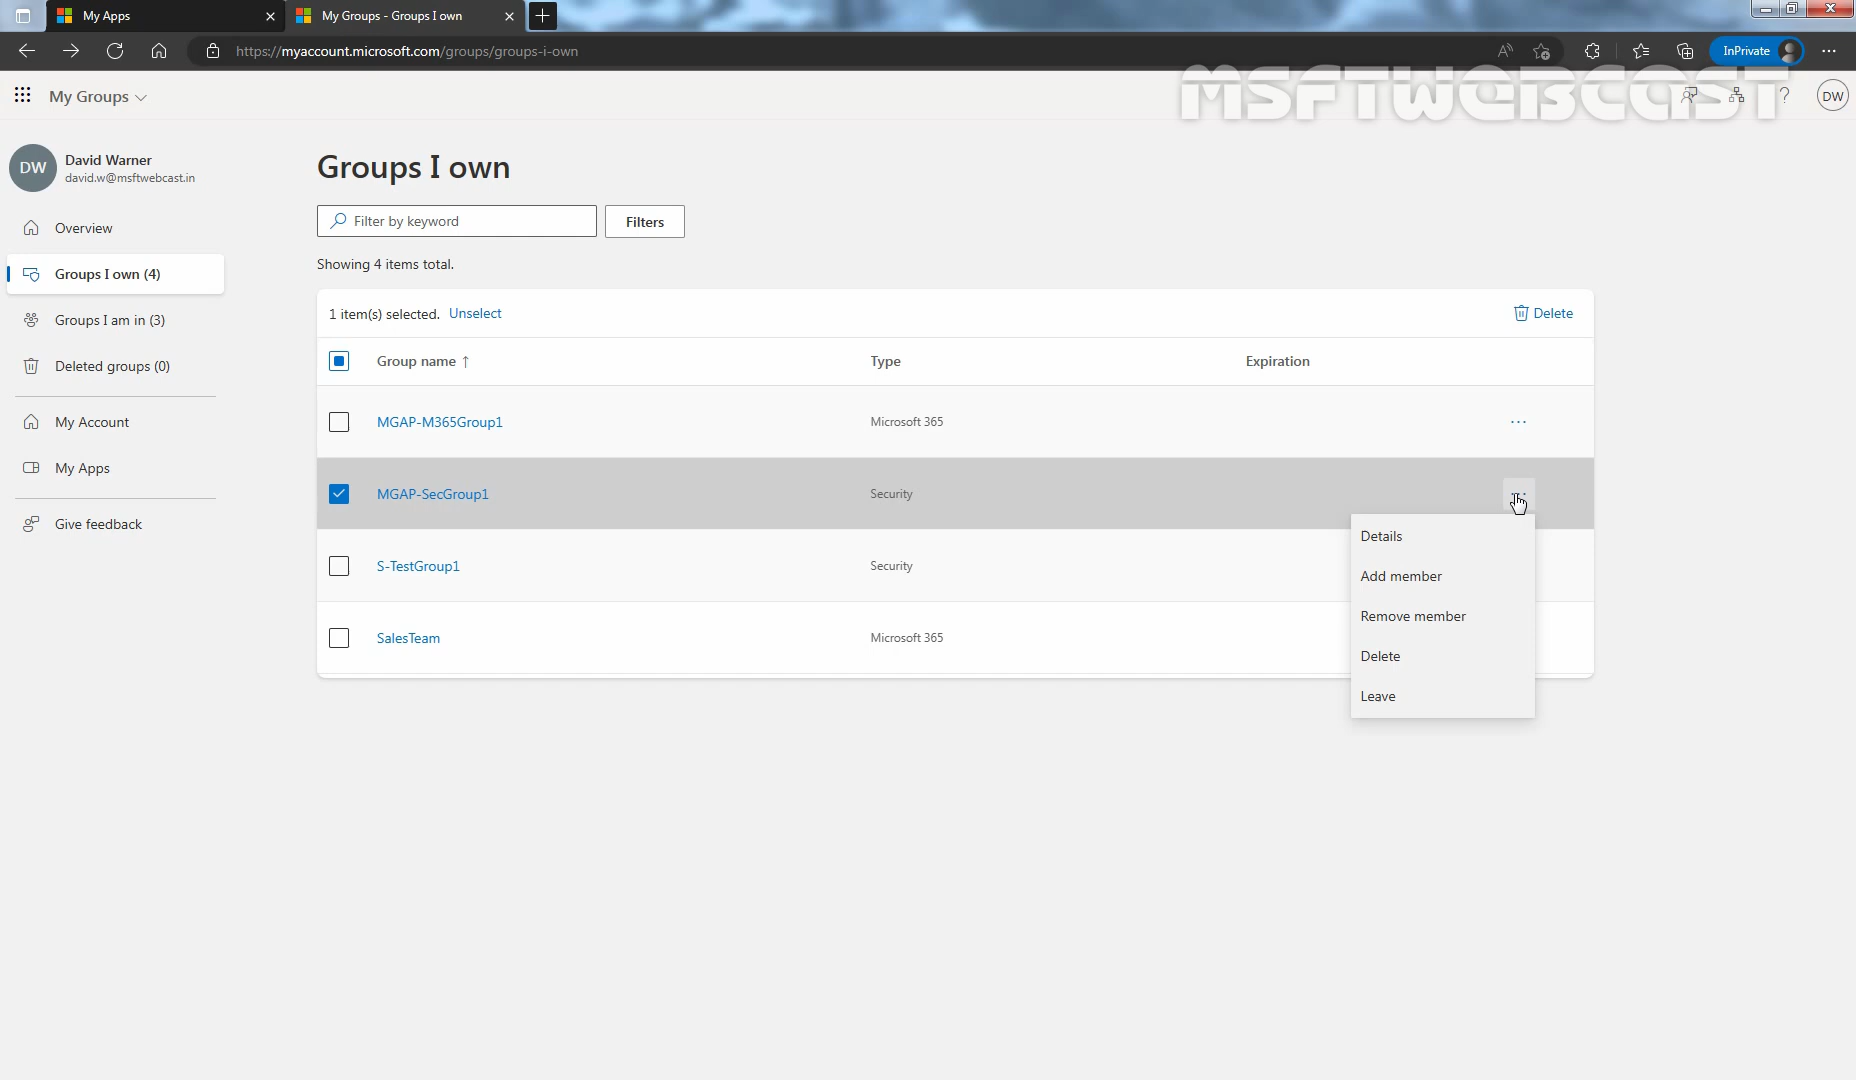 My Apps
My Groups - Groups I own
https://myaccount.microsoft.com/groups/groups-i-own
InPrivate
My Groups
MSFTWEBCAST
DW
DW
David Warner
david.w@msftwebcast.in
Overview
Groups I own (4)
Groups I am in (3)
Deleted groups (0)
My Account
My Apps
Give feedback
Groups I own
Filter by keyword
Filters
Showing 4 items total.
1 item(s) selected. Unselect
Delete
Group name ↑ Type Expiration
MGAP-M365Group1 Microsoft 365
MGAP-SecGroup1 Security
S-TestGroup1 Security
SalesTeam Microsoft 365
Details
Add member
Remove member
Delete
Leave